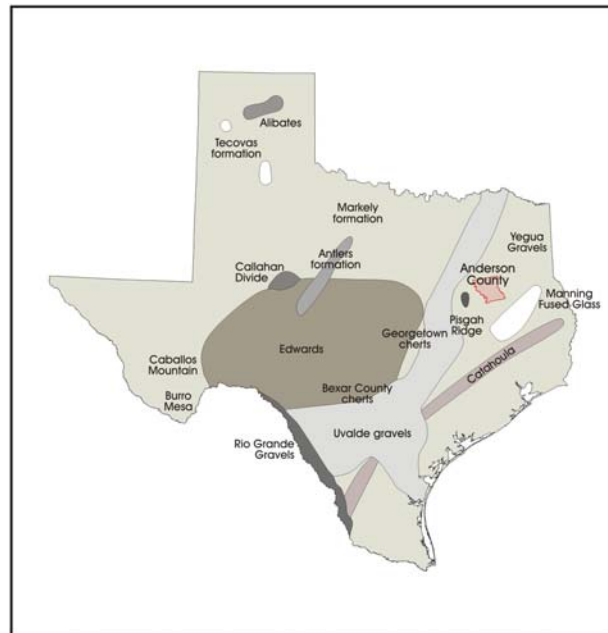 Alibates
Tecovas
formation
Markely
formation
Yegua
Gravels
Antlers
formation
Callahan
Divide
Anderson
County
Manning
Fused Glass
Pisgah
Ridge
Georgetown
cherts
Edwards
Catahoula
Caballos
Mountain
Bexar County
cherts
Burro
Mesa
Uvalde gravels
Rio Grande
Gravels